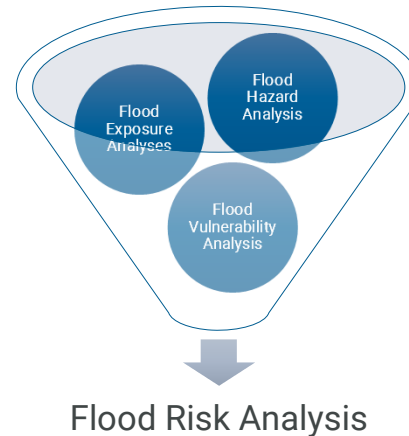 Flood
Hazard
Analysis
Flood
Exposure
Analyses
Flood
Vulnerability
Analysis
Flood Risk Analysis